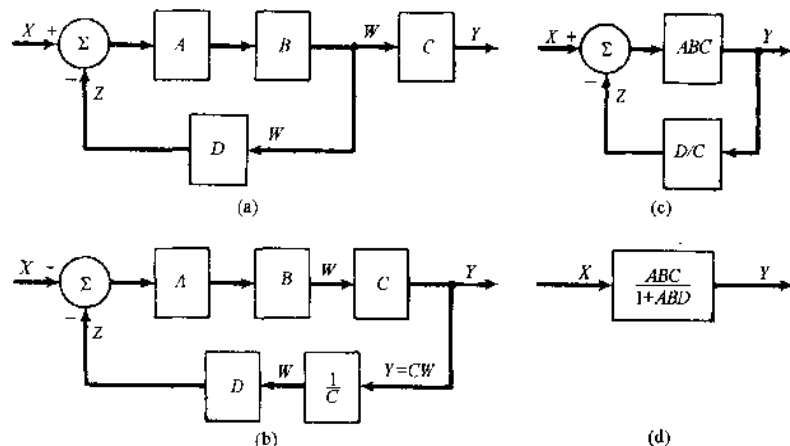 X + Σ A B W C Y
− Z D W
(a)
X + Σ ABC Y
− Z D/C
(c)
X - Σ A B W C Y
− Z D W 1/C Y=CW
(b)
X ABC/1+ABD Y
(d)